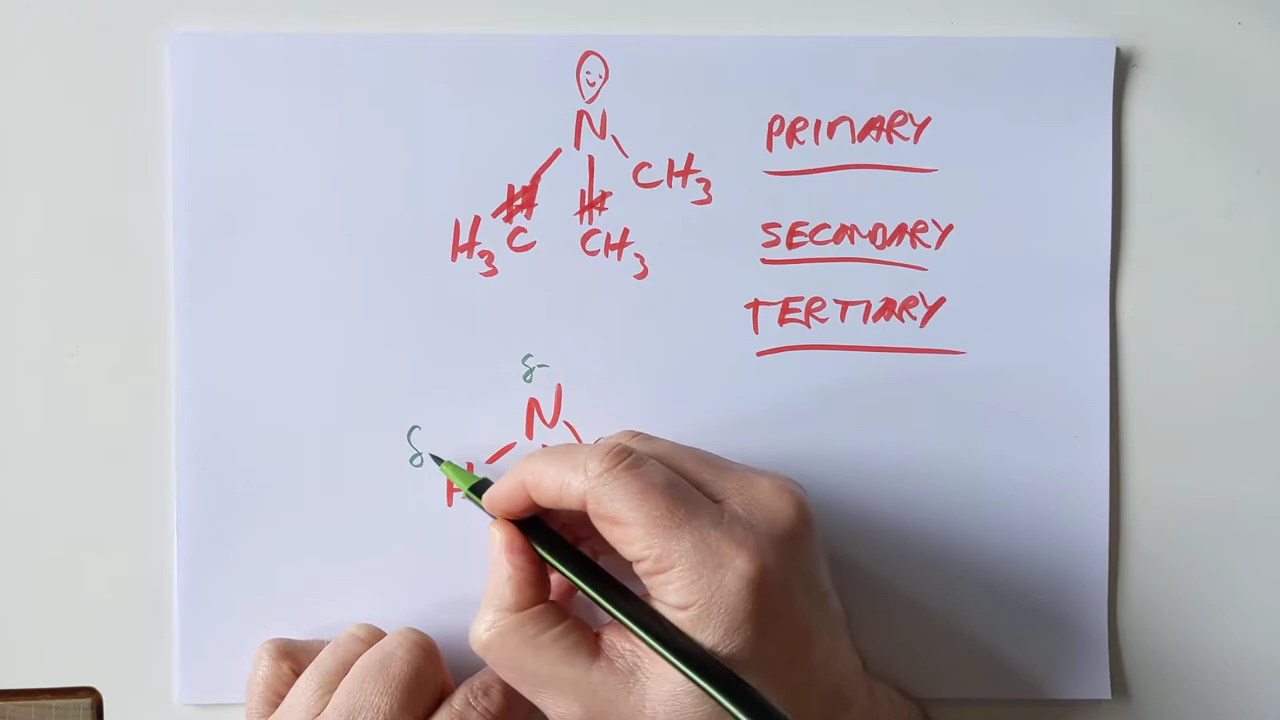 N
CH3
H3C
CH3
PRIMARY
SECONDARY
TERTIARY
δ-
N
δ
H